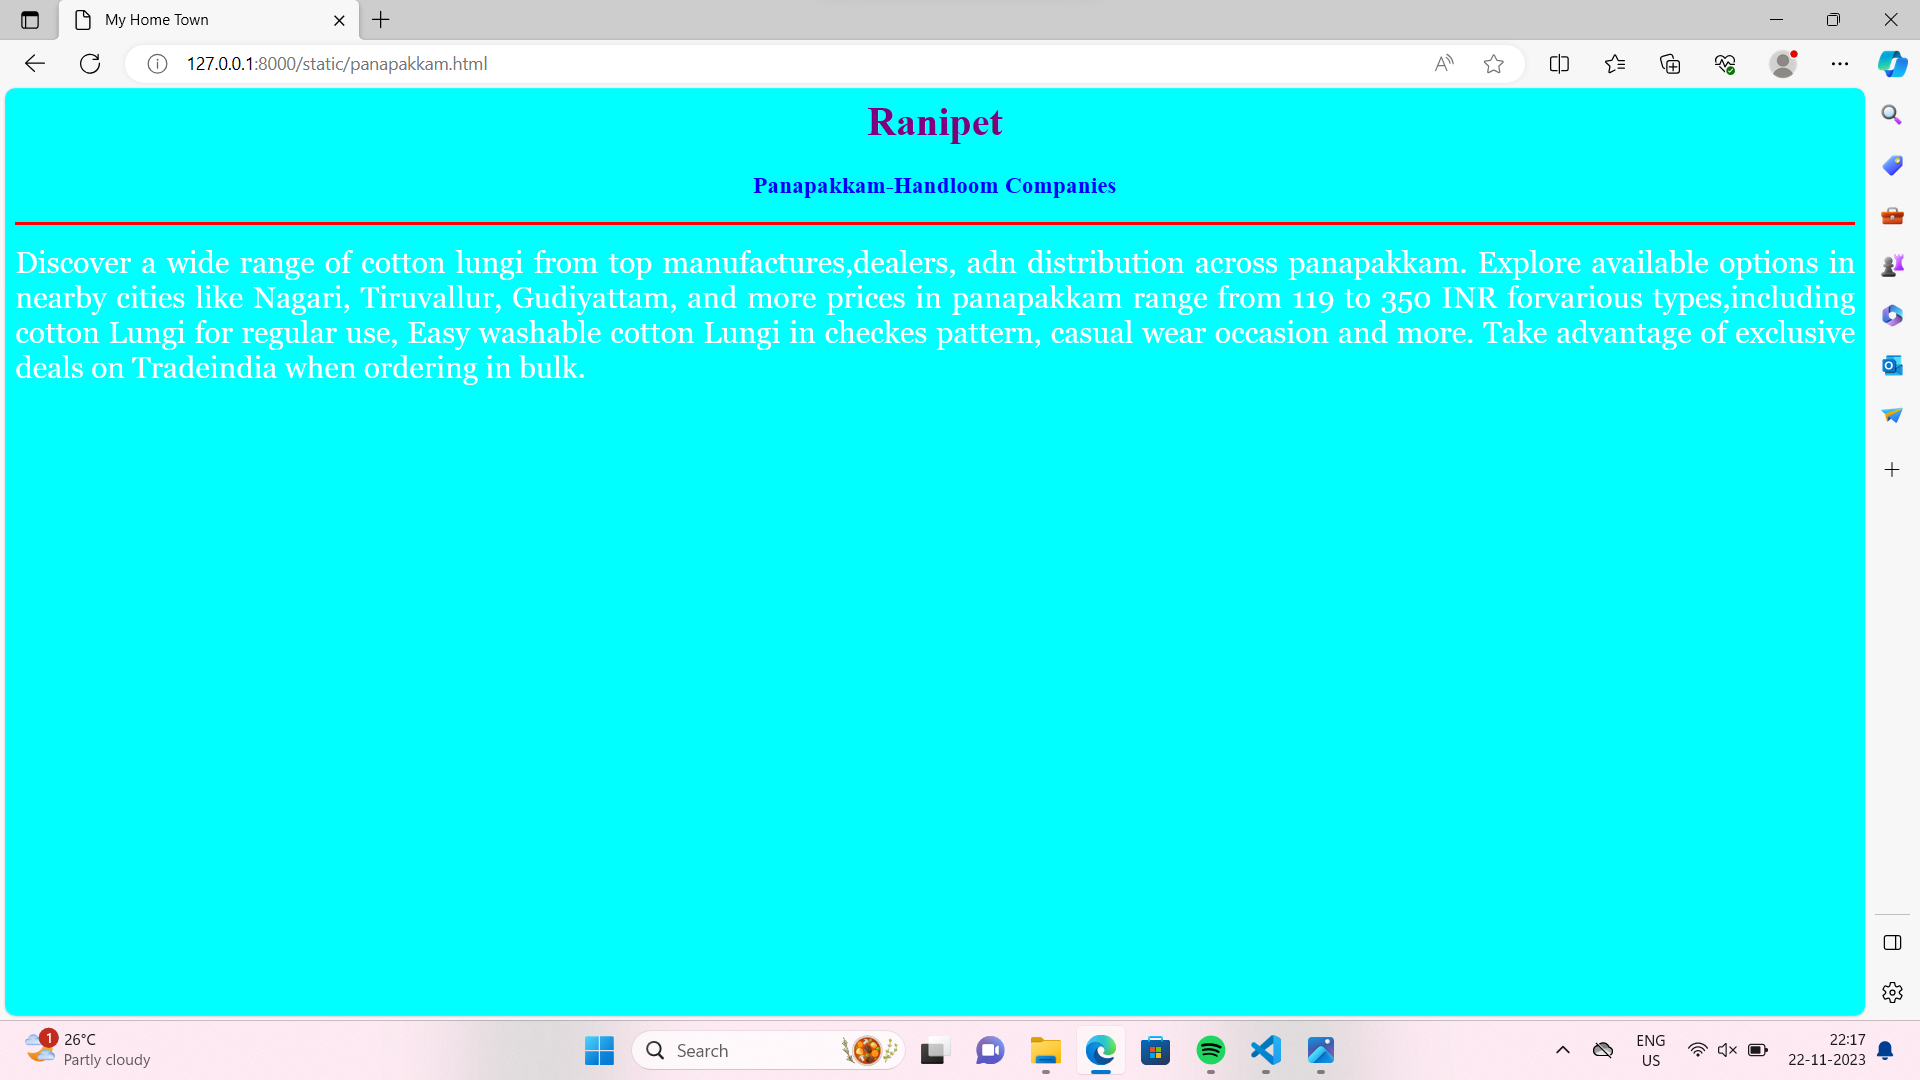 My Home Town
127.0.0.1:8000/static/panapakkam.html
Ranipet
Panapakkam-Handloom Companies
Discover a wide range of cotton lungi from top manufactures,dealers, adn distribution across panapakkam. Explore available options in
nearby cities like Nagari, Tiruvallur, Gudiyattam, and more prices in panapakkam range from 119 to 350 INR forvarious types,including
cotton Lungi for regular use, Easy washable cotton Lungi in checkes pattern, casual wear occasion and more. Take advantage of exclusive
deals on Tradeindia when ordering in bulk.
1
26°C
Partly cloudy
Search
ENG
US
22:17
22-11-2023